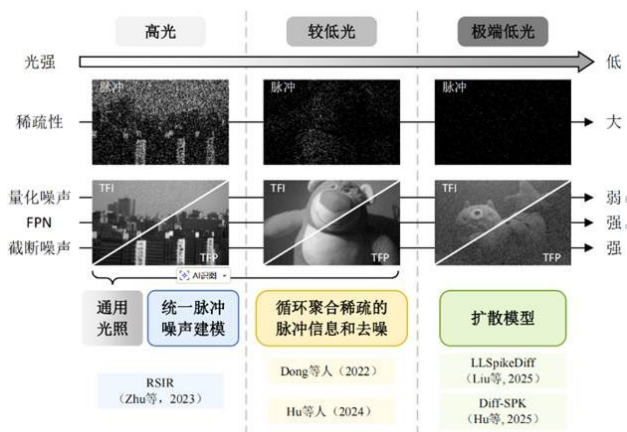 高光
较低光
极端低光
光强
低
脉冲
脉冲
脉冲
稀疏性
大
量化噪声
TFI
TFI
TFI
弱
FPN
强
截断噪声
TFP
TFP
TFP
强
AI识图
通用
光照
统一脉冲
噪声建模
循环聚合稀疏的
脉冲信息和去噪
扩散模型
RSIR
(Zhu等，2023)
Dong等人（2022）
Hu等人（2024）
LLSpikeDiff
(Liu等, 2025)
Diff-SPK
(Hu等, 2025)